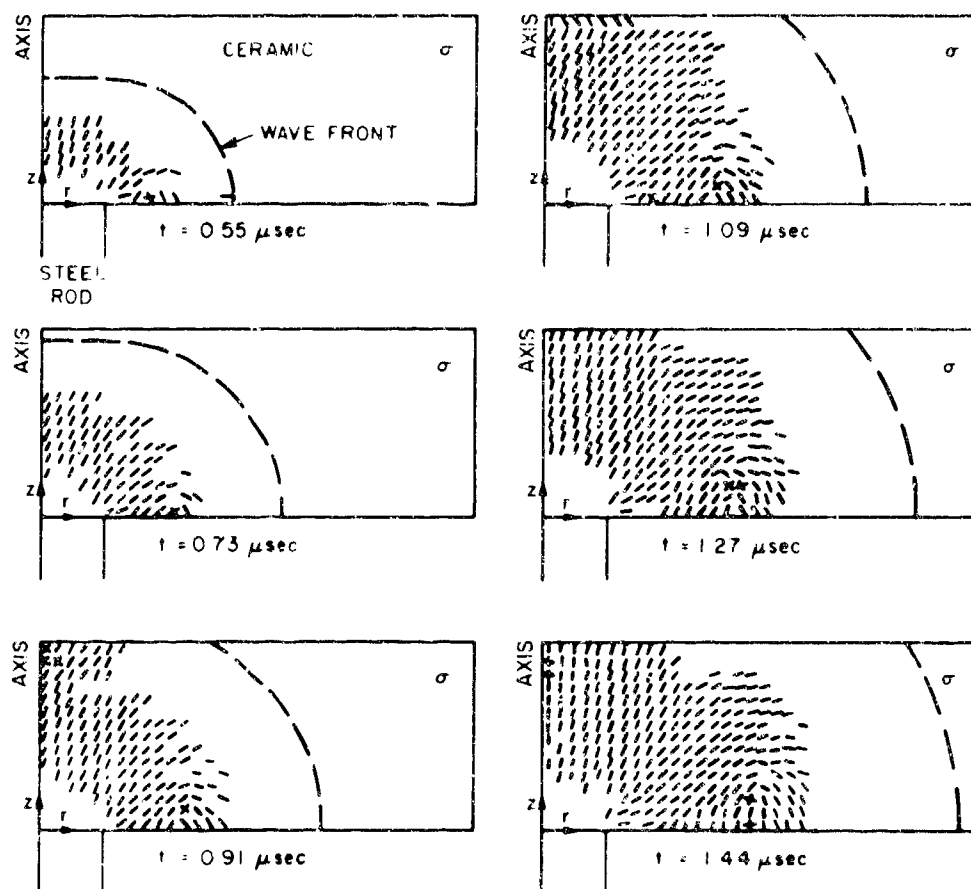 AXIS
CERAMIC
σ
WAVE FRONT
z
r
t = 0.55 μsec
STEEL
ROD
AXIS
σ
z
r
t = 0.73 μsec
AXIS
σ
z
r
t = 0.91 μsec
AXIS
σ
z
r
t = 1.09 μsec
AXIS
σ
z
r
t = 1.27 μsec
AXIS
σ
z
r
t = 1.44 μsec